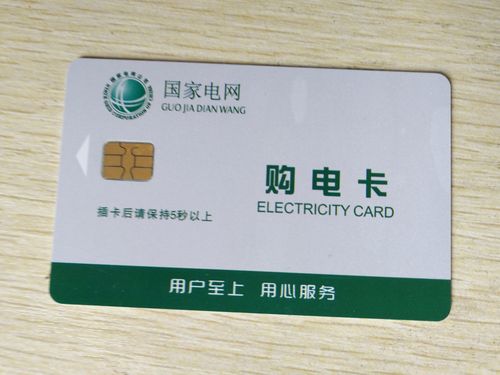 国家电网
GUO JIA DIAN WANG
购电卡
ELECTRICITY CARD
插卡后请保持5秒以上
用户至上 用心服务